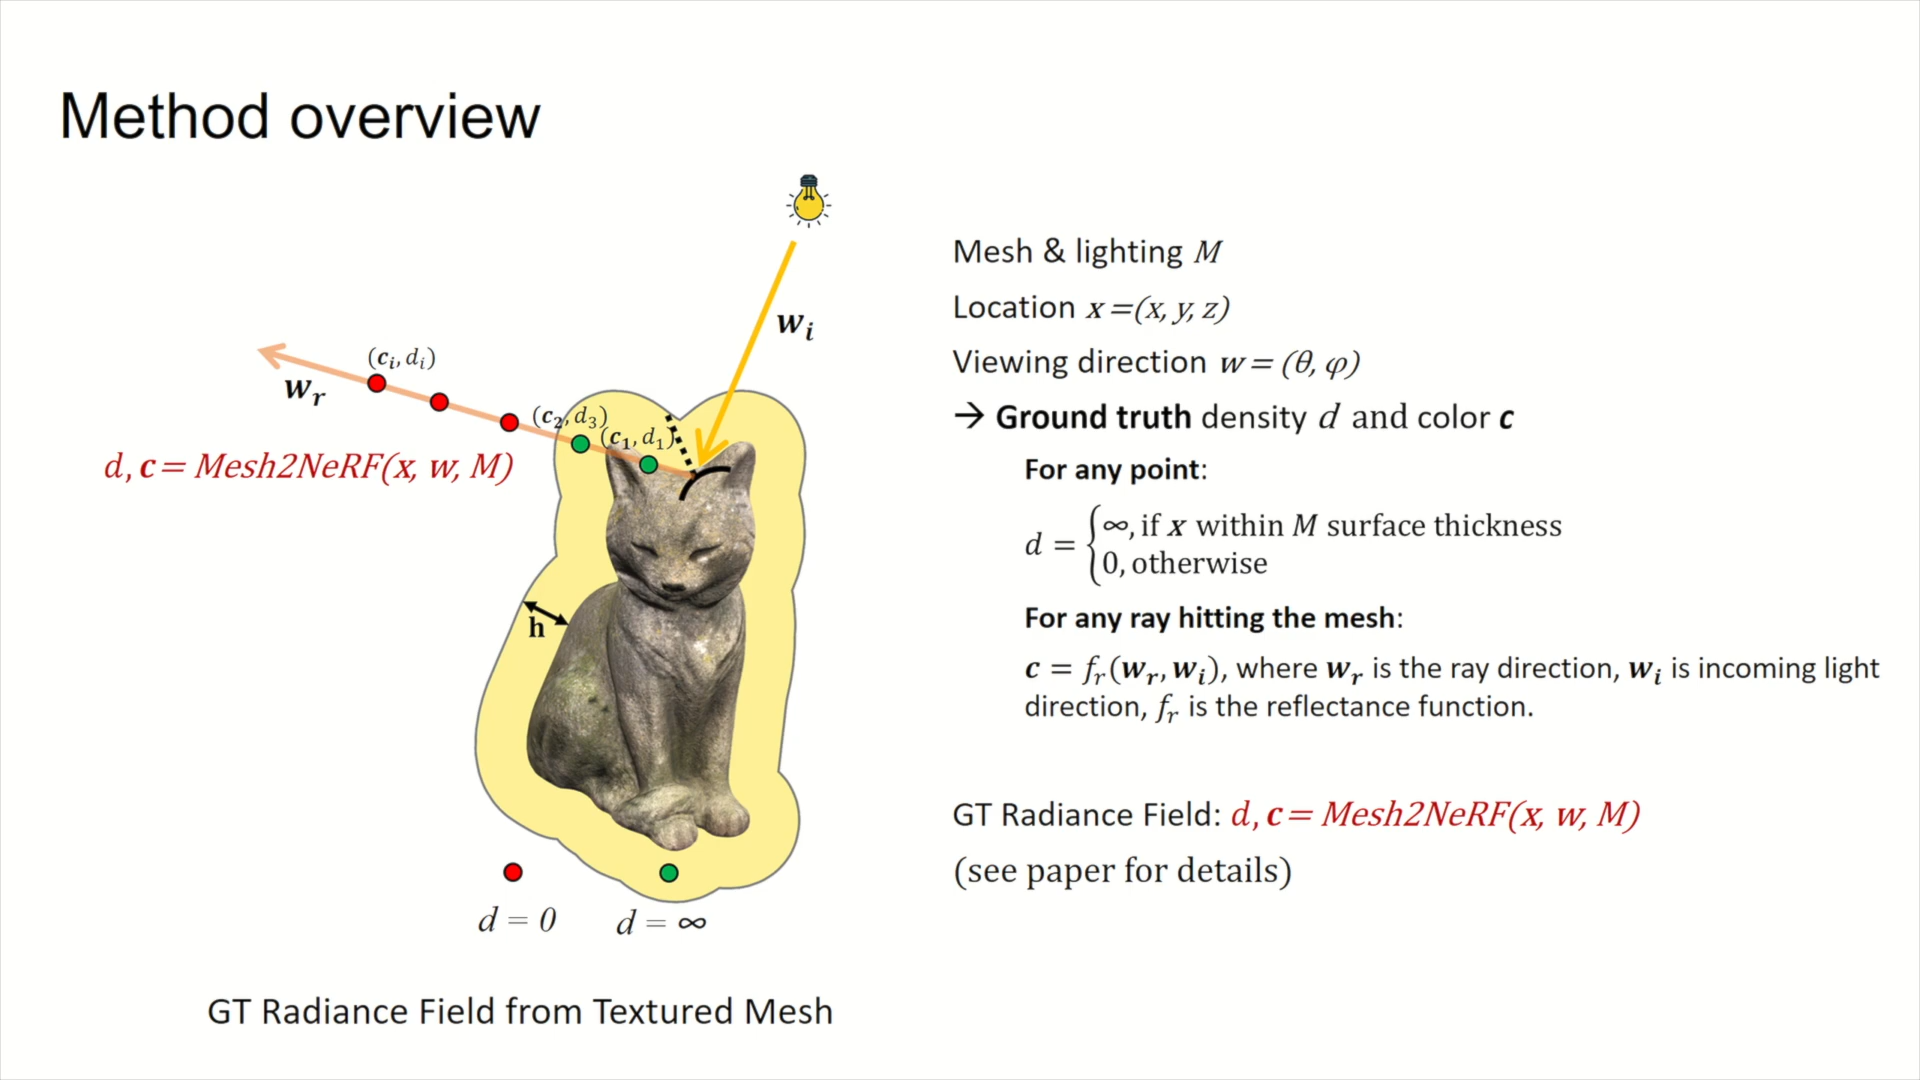 Method overview
w_i
(c_i, d_i)
w_r
(c_2, d_3)
(c_1, d_1)
d, c = Mesh2NeRF(x, w, M)
h
d = 0
d = ∞
GT Radiance Field from Textured Mesh
Mesh & lighting M
Location x =(x, y, z)
Viewing direction w = (θ, φ)
→ Ground truth density d and color c
For any point:
d = {∞, if x within M surface thickness
0, otherwise
For any ray hitting the mesh:
c = f_r(w_r, w_i), where w_r is the ray direction, w_i is incoming light
direction, f_r is the reflectance function.
GT Radiance Field: d, c = Mesh2NeRF(x, w, M)
(see paper for details)